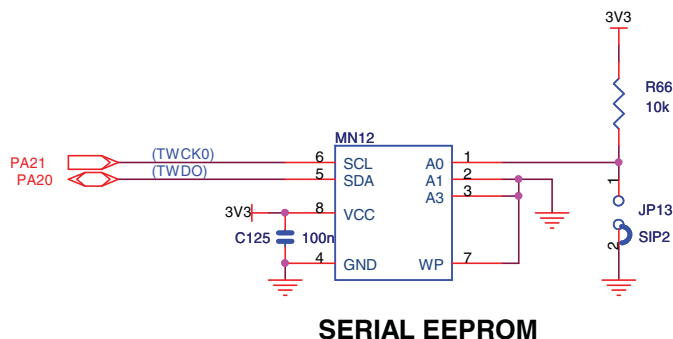 3V3
R66
10k
MN12
PA21
(TWCK0)
6
SCL
A0
1
PA20
(TWDO)
5
SDA
A1
2
A3
3
1
3V3
8
VCC
JP13
C125
100n
SIP2
2
4
GND
WP
7
SERIAL EEPROM